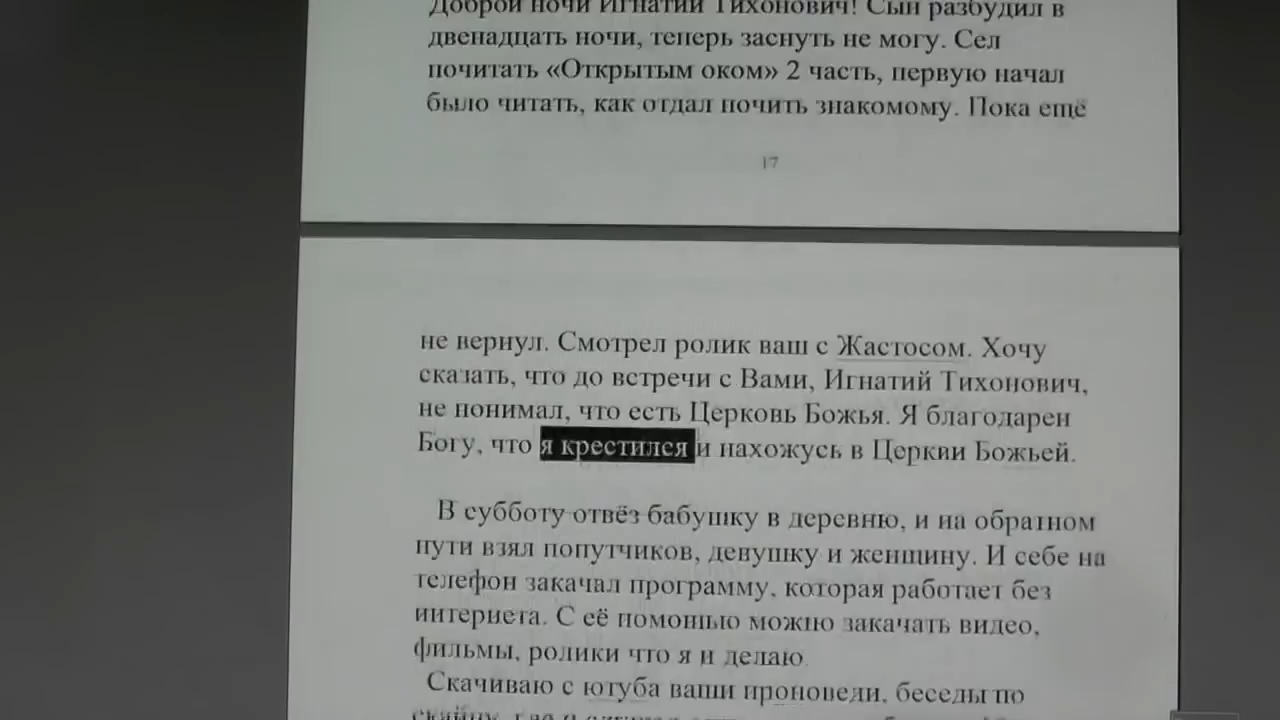 Доброй ночи Игнатий Тихонович! Сын разбудил в
двенадцать ночи, теперь заснуть не могу. Сел
почитать «Открытым оком» 2 часть, первую начал
было читать, как отдал почить знакомому. Пока ещё
17
не вернул. Смотрел ролик ваш с Жастосом. Хочу
сказать, что до встречи с Вами, Игнатий Тихонович,
не понимал, что есть Церковь Божья. Я благодарен
Богу, что я крестился и нахожусь в Церкви Божьей.
В субботу отвёз бабушку в деревню, и на обратном
пути взял попутчиков, девушку и женщину. И себе на
телефон закачал программу, которая работает без
интернета. С её помощью можно закачать видео,
фильмы, ролики что я и делаю.
Скачиваю с ютуба ваши проповеди, беседы по